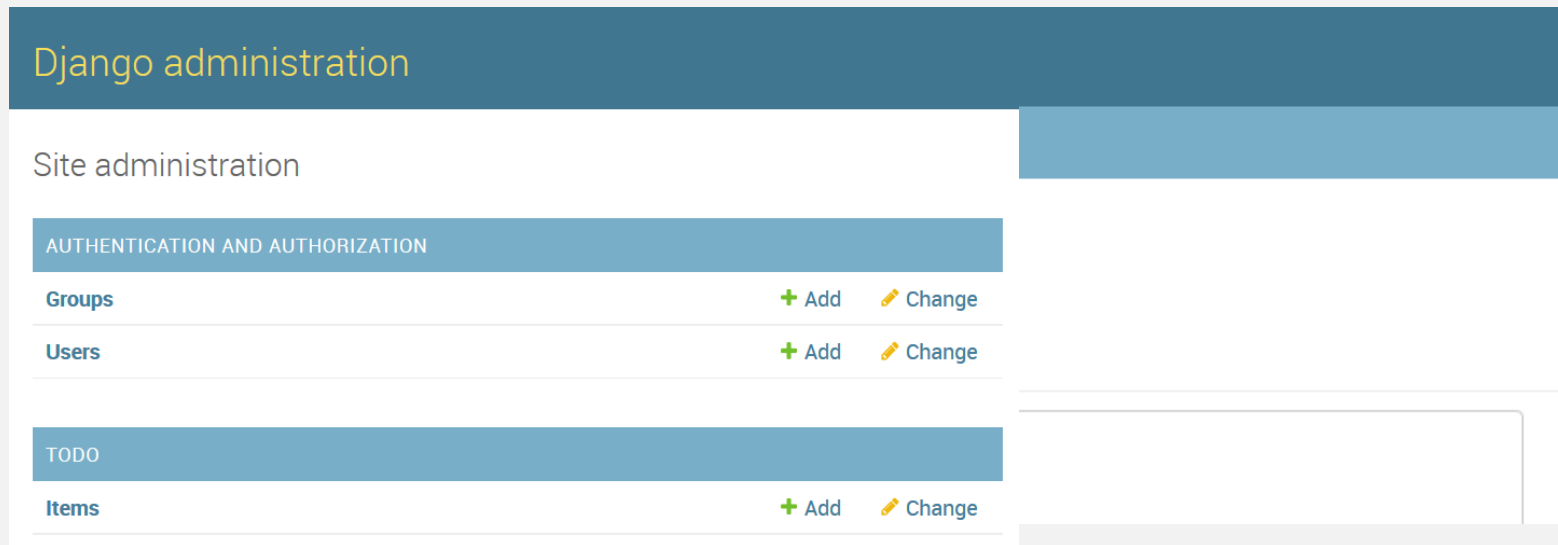 Django administration
Site administration
AUTHENTICATION AND AUTHORIZATION
Groups Add Change
Users Add Change
TODO
Items Add Change